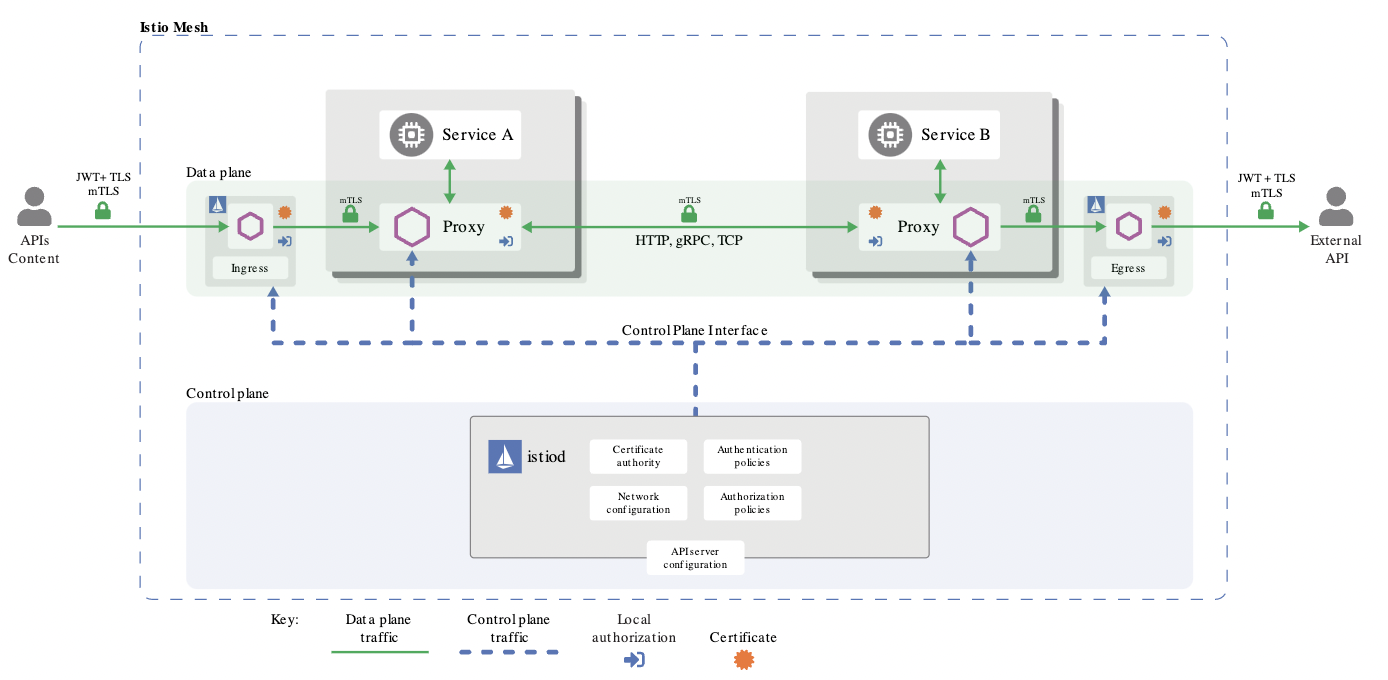 Istio Mesh
Data plane
JWT+ TLS
mTLS
APIs
Content
Ingress
mTLS
Service A
Proxy
mTLS
HTTP, gRPC, TCP
Service B
Proxy
mTLS
Egress
JWT + TLS
mTLS
External
API
Control Plane Interface
Control plane
istiod
Certificate
authority
Authentication
policies
Network
configuration
Authorization
policies
API server
configuration
Key:
Data plane
traffic
Control plane
traffic
Local
authorization
Certificate